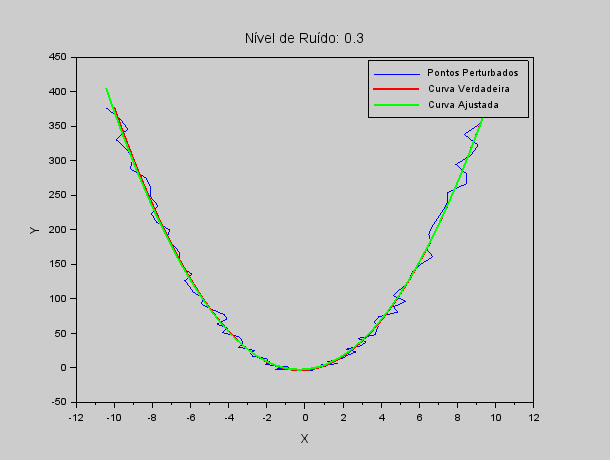 Nível de Ruído: 0.3
Pontos Perturbados
Curva Verdadeira
Curva Ajustada
450
400
350
300
250
200
150
100
50
0
-50
Y
-12 -10 -8 -6 -4 -2 0 2 4 6 8 10 12
X